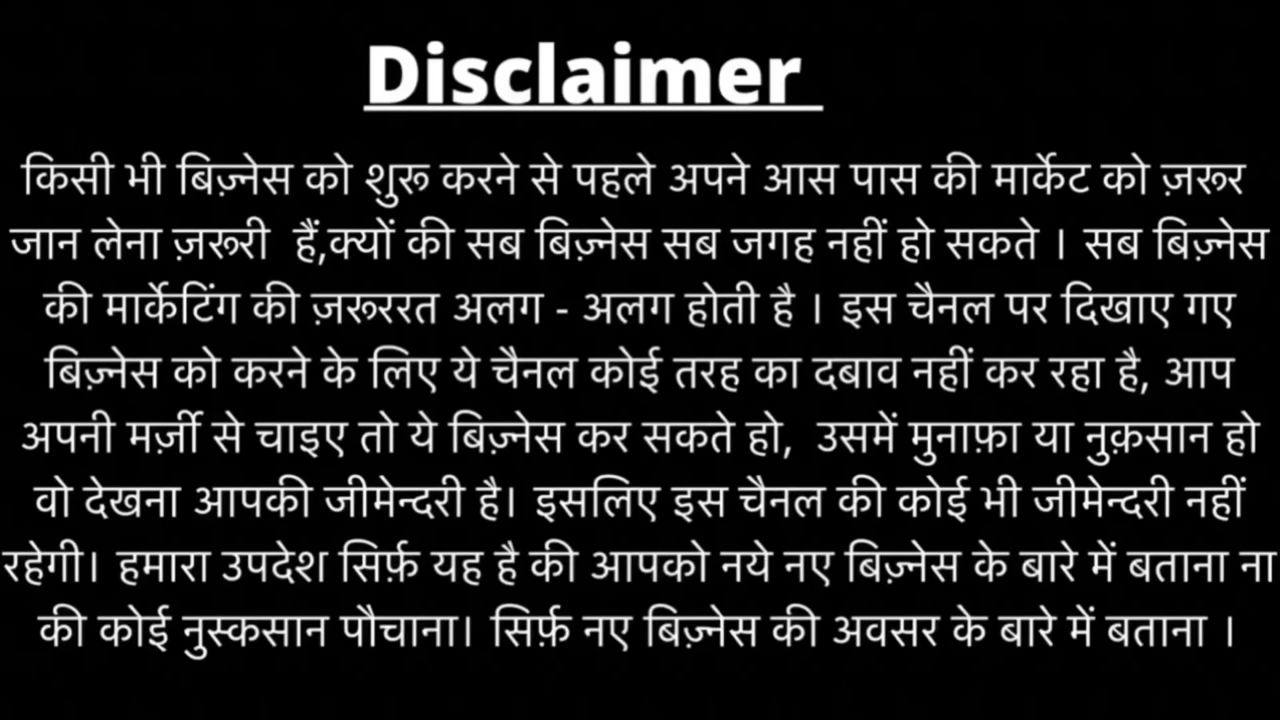 Disclaimer
किसी भी बिज़्नेस को शुरू करने से पहले अपने आस पास की मार्केट को ज़रूर
जान लेना ज़रूरी हैं,क्यों की सब बिज़्नेस सब जगह नहीं हो सकते । सब बिज़्नेस
की मार्केटिंग की ज़रूररत अलग - अलग होती है । इस चैनल पर दिखाए गए
बिज़्नेस को करने के लिए ये चैनल कोई तरह का दबाव नहीं कर रहा है, आप
अपनी मर्ज़ी से चाइए तो ये बिज़्नेस कर सकते हो, उसमें मुनाफ़ा या नुक़सान हो
वो देखना आपकी जीमेन्दरी है। इसलिए इस चैनल की कोई भी जीमेन्दरी नहीं
रहेगी। हमारा उपदेश सिर्फ़ यह है की आपको नये नए बिज़्नेस के बारे में बताना ना
की कोई नुस्कसान पौचाना। सिर्फ़ नए बिज़्नेस की अवसर के बारे में बताना ।